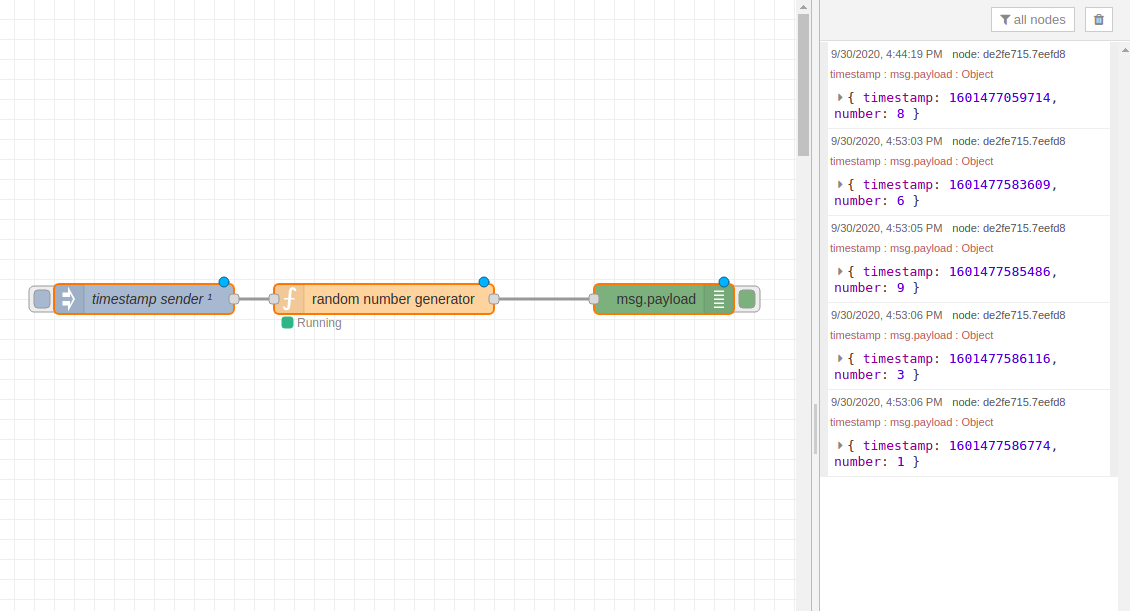 all nodes
timestamp sender ¹
random number generator
msg.payload
Running
9/30/2020, 4:44:19 PM node: de2fe715.7eefd8
timestamp : msg.payload : Object
{ timestamp: 1601477059714,
number: 8 }
9/30/2020, 4:53:03 PM node: de2fe715.7eefd8
timestamp : msg.payload : Object
{ timestamp: 1601477583609,
number: 6 }
9/30/2020, 4:53:05 PM node: de2fe715.7eefd8
timestamp : msg.payload : Object
{ timestamp: 1601477585486,
number: 9 }
9/30/2020, 4:53:06 PM node: de2fe715.7eefd8
timestamp : msg.payload : Object
{ timestamp: 1601477586116,
number: 3 }
9/30/2020, 4:53:06 PM node: de2fe715.7eefd8
timestamp : msg.payload : Object
{ timestamp: 1601477586774,
number: 1 }